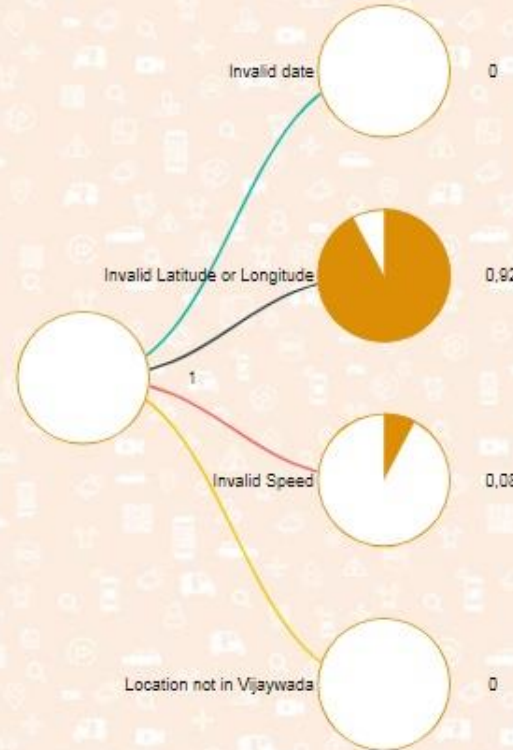 Invalid date
0
Invalid Latitude or Longitude
0,92
1
Invalid Speed
0,08
Location not in Vijaywada
0